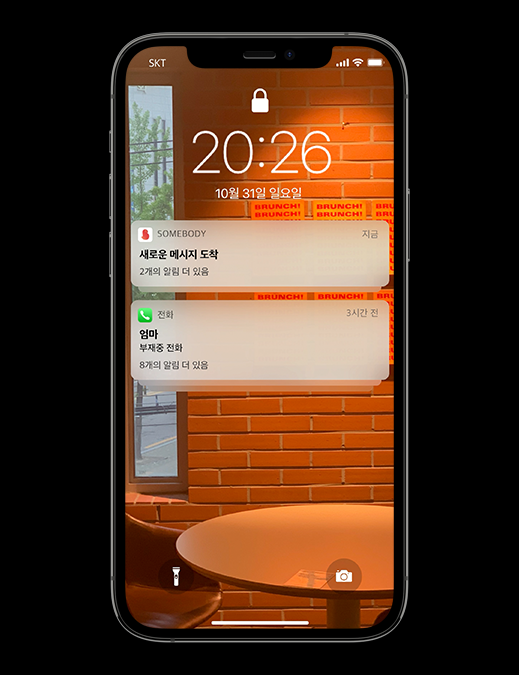 SKT
20:26
10월 31일 일요일
BRUNCH! BRUNCH! BRUNCH!
BRUNCH! BRUNCH! BRUNCH!
SOMEBODY 지금
새로운 메시지 도착
2개의 알림 더 있음
BRUNCH! BRUNCH! BRUNCH!
전화 3시간 전
엄마
부재중 전화
8개의 알림 더 있음